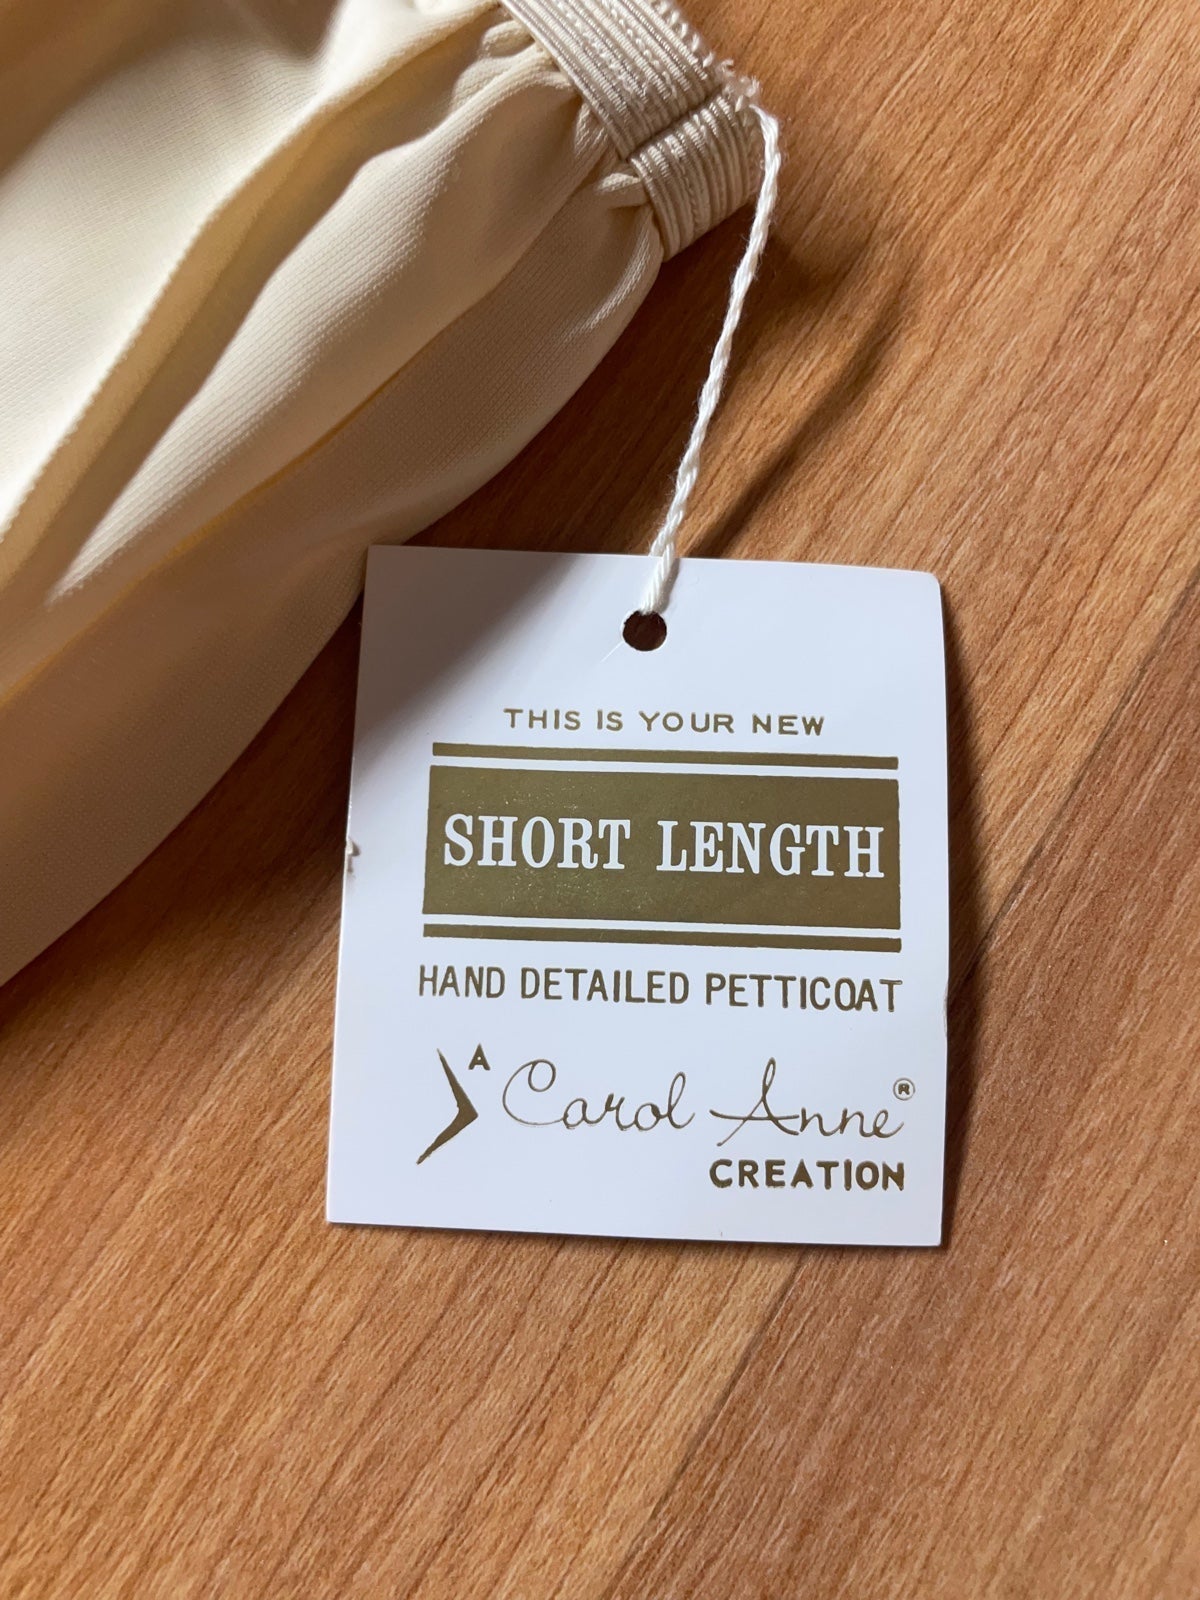 THIS IS YOUR NEW
SHORT LENGTH
HAND DETAILED PETTICOAT
A Carol Anne®
CREATION